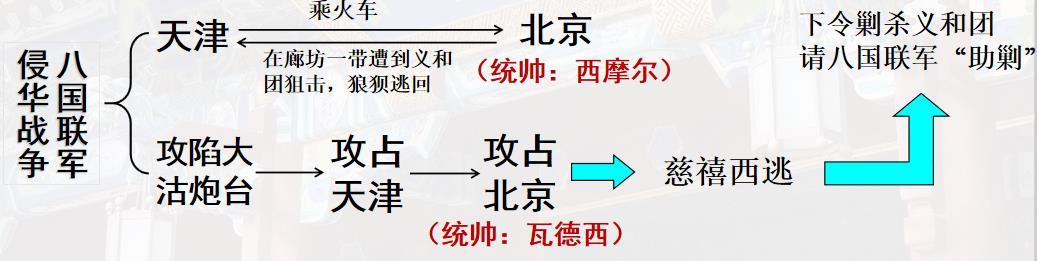 八国联军
侵华战争
天津
乘火车
在廊坊一带遭到义和
团狙击，狼狈逃回
北京
（统帅：西摩尔）
攻陷大
沽炮台
攻占
天津
攻占
北京
（统帅：瓦德西）
慈禧西逃
下令剿杀义和团
请八国联军“助剿”